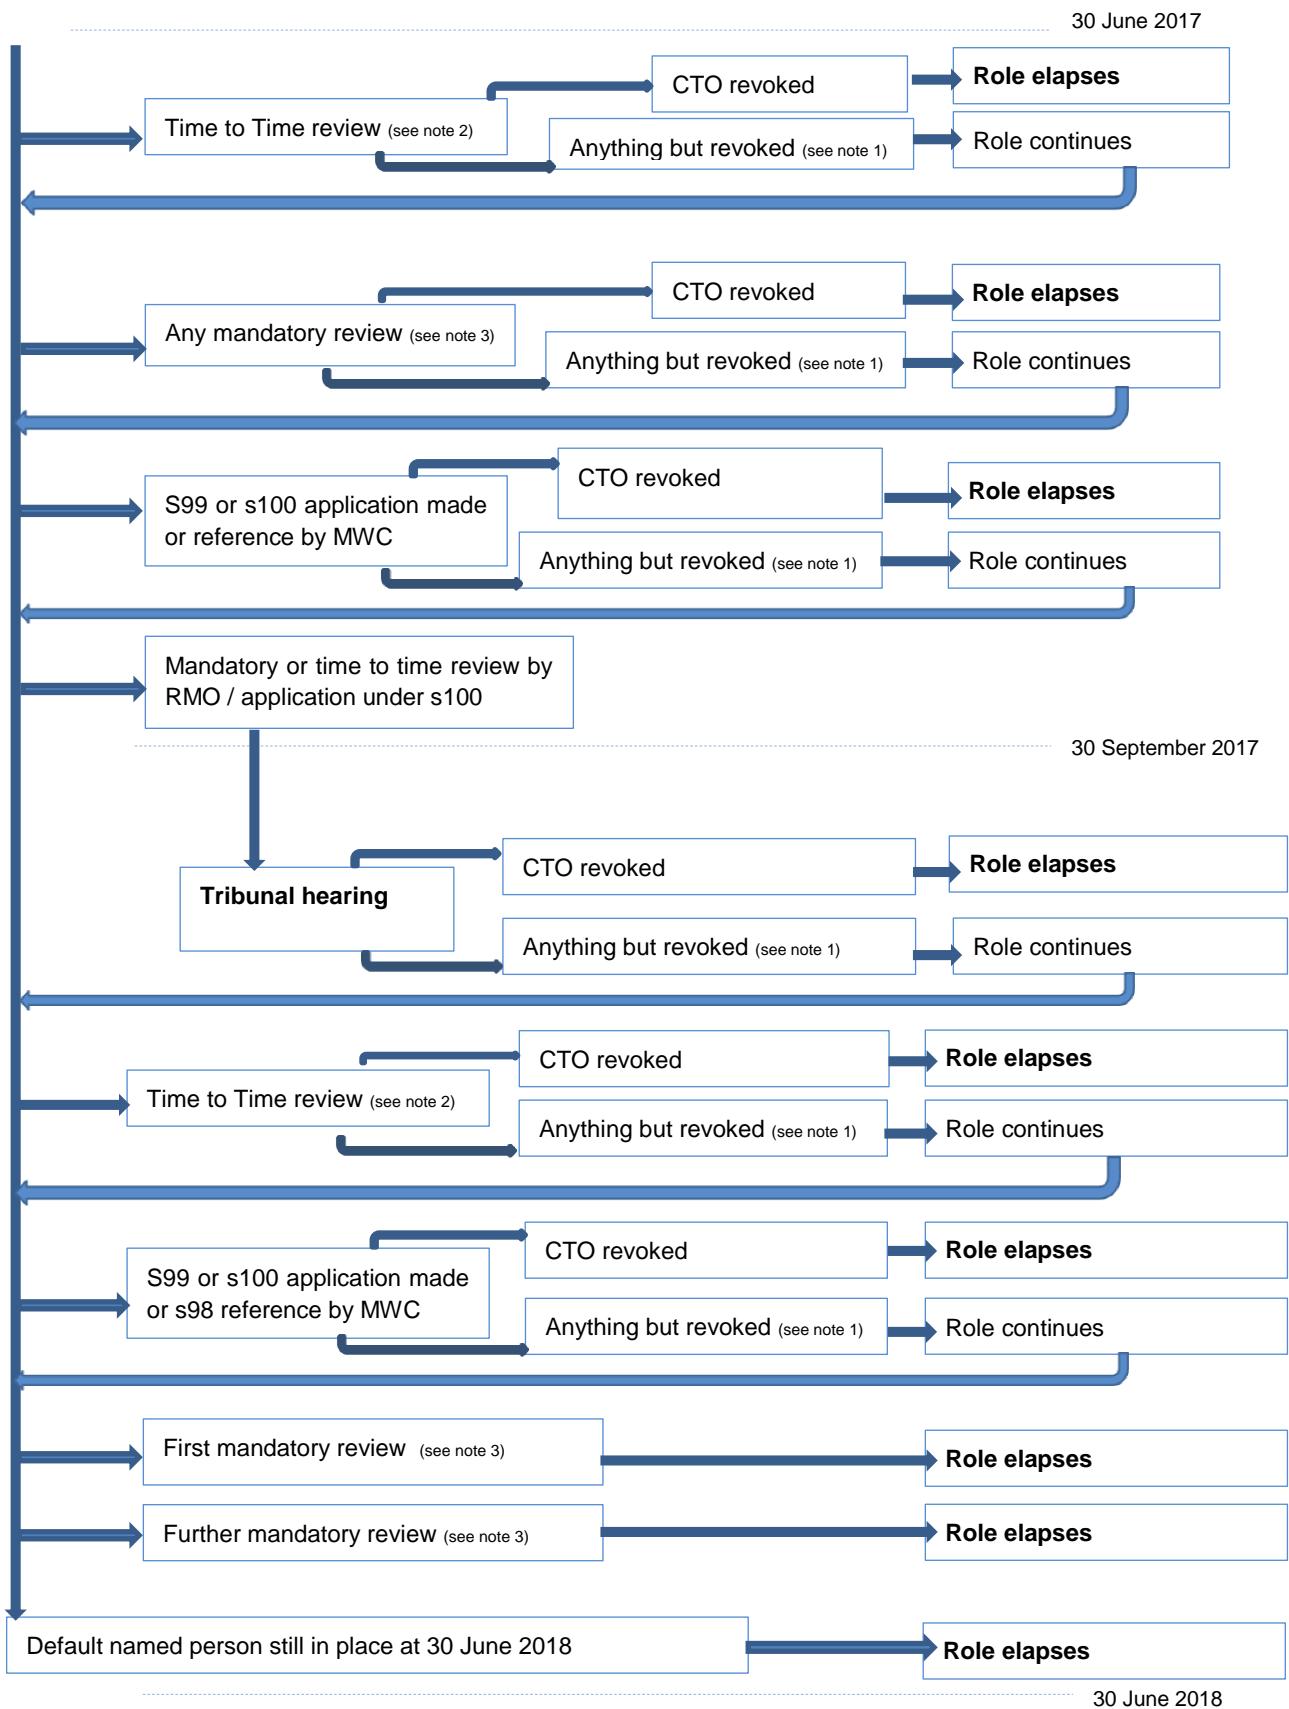 30 June 2017
CTO revoked
Role elapses
Time to Time review (see note 2)
Anything but revoked (see note 1)
Role continues
CTO revoked
Role elapses
Any mandatory review (see note 3)
Anything but revoked (see note 1)
Role continues
CTO revoked
Role elapses
S99 or s100 application made
or reference by MWC
Anything but revoked (see note 1)
Role continues
Mandatory or time to time review by
RMO / application under s100
30 September 2017
CTO revoked
Role elapses
Tribunal hearing
Anything but revoked (see note 1)
Role continues
CTO revoked
Role elapses
Time to Time review (see note 2)
Anything but revoked (see note 1)
Role continues
CTO revoked
Role elapses
S99 or s100 application made
or s98 reference by MWC
Anything but revoked (see note 1)
Role continues
First mandatory review (see note 3)
Role elapses
Further mandatory review (see note 3)
Role elapses
Default named person still in place at 30 June 2018
Role elapses
30 June 2018